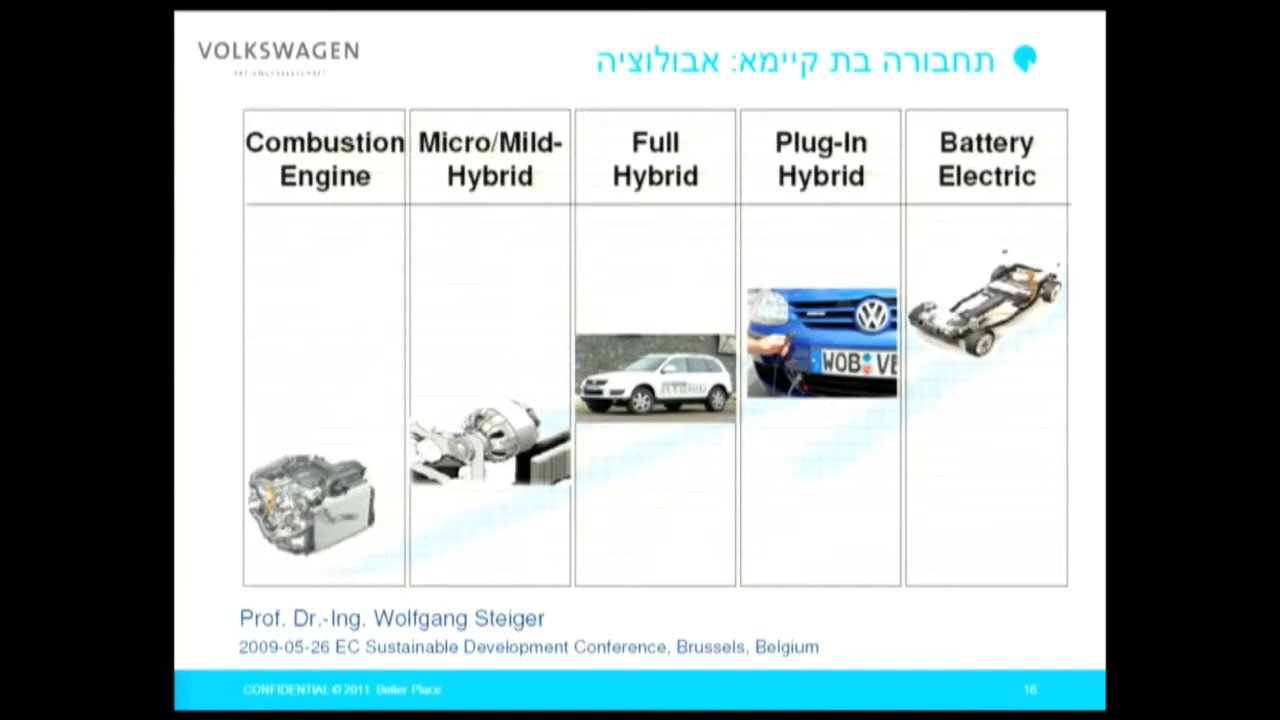 VOLKSWAGEN
AKTIENGESELLSCHAFT
תחבורה בת קיימא: אבולוציה
Combustion
Engine
Micro/Mild-
Hybrid
Full
Hybrid
Plug-In
Hybrid
Battery
Electric
HYBRID
WOB VE
Prof. Dr.-Ing. Wolfgang Steiger
2009-05-26 EC Sustainable Development Conference, Brussels, Belgium
CONFIDENTIAL © 2011 Better Place
16